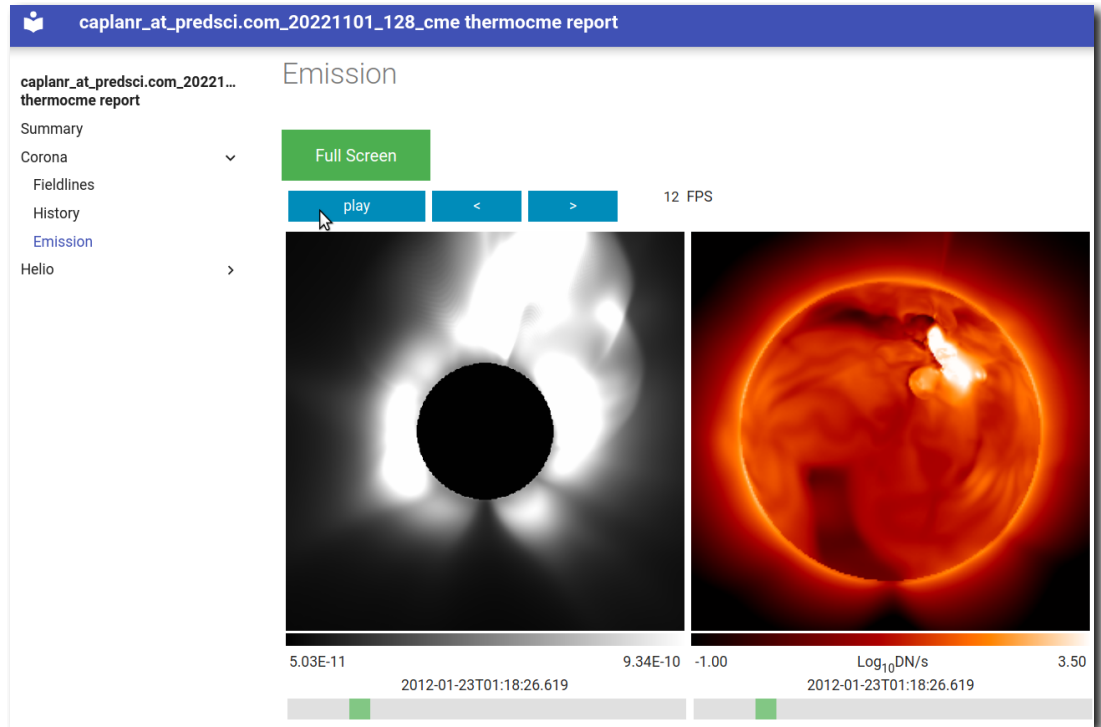 caplanr_at_predsci.com_20221101_128_cme thermocme report
caplanr_at_predsci.com_20221...
thermocme report
Summary
Corona
Fieldlines
History
Emission
Helio
Emission
Full Screen
play
<
>
12 FPS
5.03E-11
9.34E-10
2012-01-23T01:18:26.619
-1.00
Log10DN/s
3.50
2012-01-23T01:18:26.619